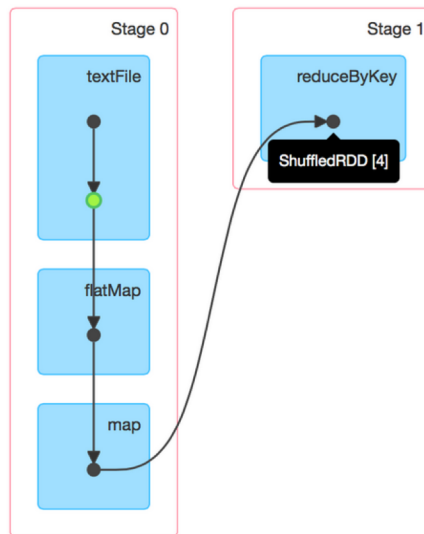 Stage 0
Stage 1
textFile
reduceByKey
ShuffledRDD [4]
flatMap
map